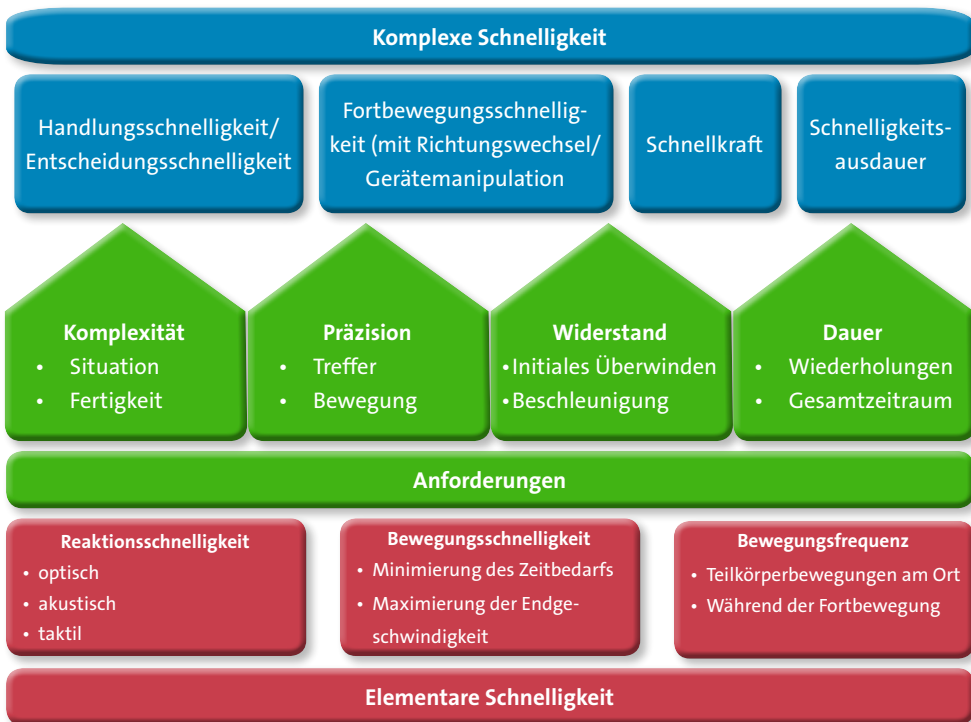 Komplexe Schnelligkeit
Handlungsschnelligkeit/
Entscheidungsschnelligkeit
Fortbewegungsschnellig-
keit (mit Richtungswechsel/
Gerätemanipulation
Schnellkraft
Schnelligkeits-
ausdauer
Komplexität
• Situation
• Fertigkeit
Präzision
• Treffer
• Bewegung
Widerstand
• Initiales Überwinden
• Beschleunigung
Dauer
• Wiederholungen
• Gesamtzeitraum
Anforderungen
Reaktionsschnelligkeit
• optisch
• akustisch
• taktil
Bewegungsschnelligkeit
• Minimierung des Zeitbedarfs
• Maximierung der Endge-
schwindigkeit
Bewegungsfrequenz
• Teilkörperbewegungen am Ort
• Während der Fortbewegung
Elementare Schnelligkeit